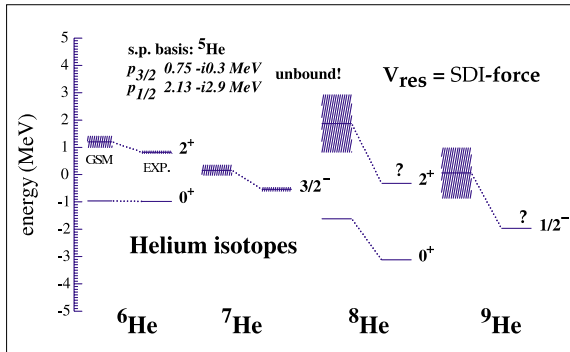 s.p. basis: ⁵He
p₃/₂ 0.75 -i0.3 MeV
p₁/₂ 2.13 -i2.9 MeV
unbound!
Vres = SDI-force
energy (MeV)
5
4
3
2
1
0
-1
-2
-3
-4
-5
GSM
EXP.
2⁺
0⁺
3/2⁻
?
2⁺
0⁺
?
1/2⁻
Helium isotopes
⁶He ⁷He ⁸He ⁹He